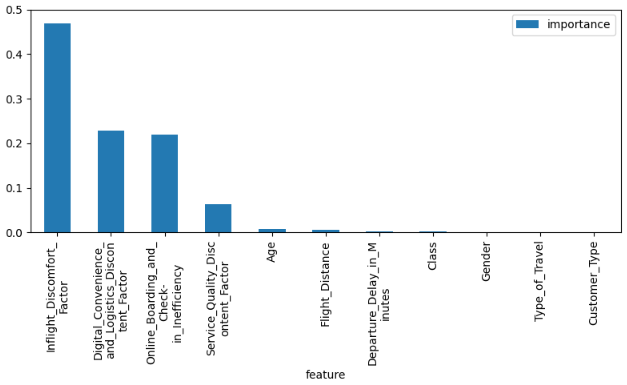 0.5
0.4
0.3
0.2
0.1
0.0
importance
Inflight_Discomfort_
Factor
Digital_Convenience_
and_Logistics_Discon
tent_Factor
Online_Boarding_and_
Check-
in_Inefficiency
Service_Quality_Disc
ontent_Factor
Age
Flight_Distance
Departure_Delay_in_M
inutes
Class
Gender
Type_of_Travel
Customer_Type
feature